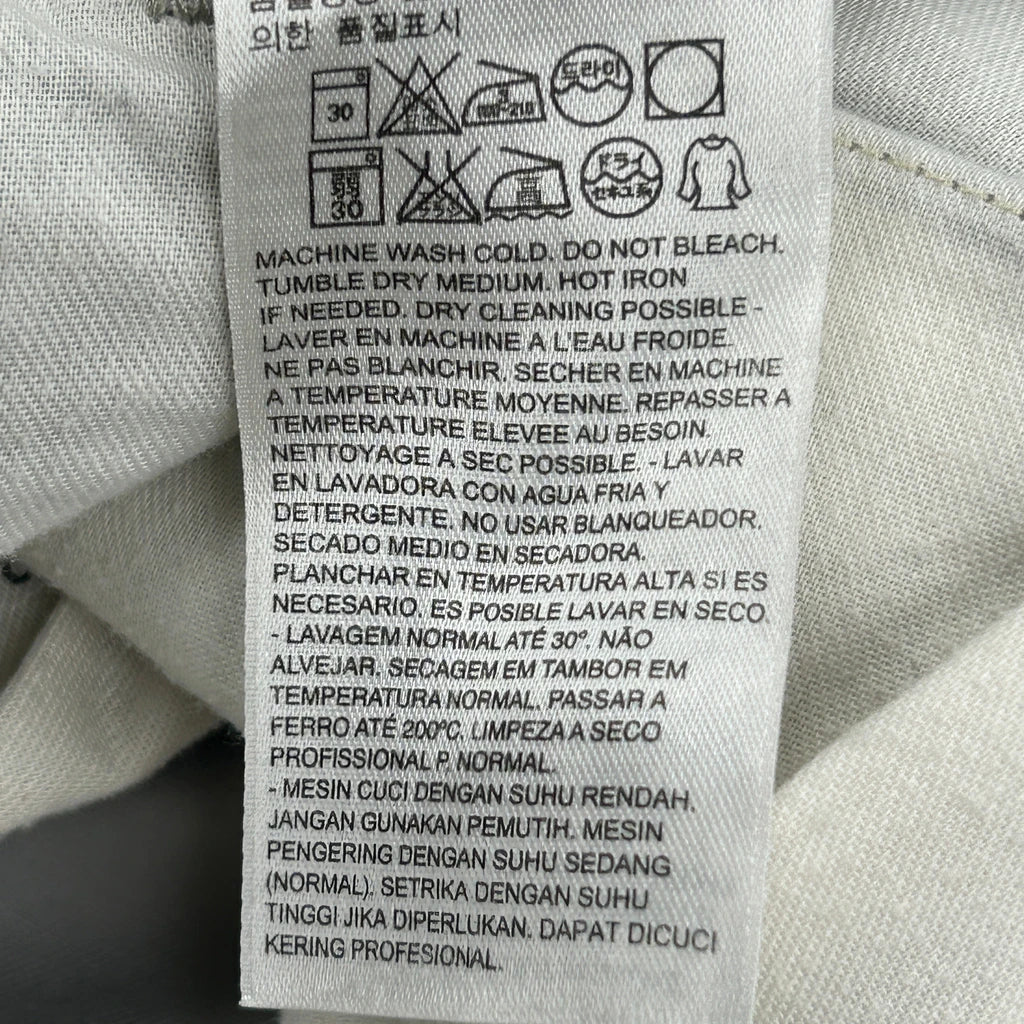 의한 품질표시
30 드라이
30 ドライ
MACHINE WASH COLD. DO NOT BLEACH.
TUMBLE DRY MEDIUM. HOT IRON
IF NEEDED. DRY CLEANING POSSIBLE -
LAVER EN MACHINE A L'EAU FROIDE.
NE PAS BLANCHIR. SECHER EN MACHINE
A TEMPERATURE MOYENNE. REPASSER A
TEMPERATURE ELEVEE AU BESOIN.
NETTOYAGE A SEC POSSIBLE. - LAVAR
EN LAVADORA CON AGUA FRIA Y
DETERGENTE. NO USAR BLANQUEADOR.
SECADO MEDIO EN SECADORA.
PLANCHAR EN TEMPERATURA ALTA SI ES
NECESARIO. ES POSIBLE LAVAR EN SECO
- LAVAGEM NORMAL ATÉ 30°. NÃO
ALVEJAR. SECAGEM EM TAMBOR EM
TEMPERATURA NORMAL. PASSAR A
FERRO ATÉ 200°C. LIMPEZA A SECO
PROFISSIONAL P. NORMAL.
- MESIN CUCI DENGAN SUHU RENDAH.
JANGAN GUNAKAN PEMUTIH. MESIN
PENGERING DENGAN SUHU SEDANG
(NORMAL). SETRIKA DENGAN SUHU
TINGGI JIKA DIPERLUKAN. DAPAT DICUCI
KERING PROFESIONAL.